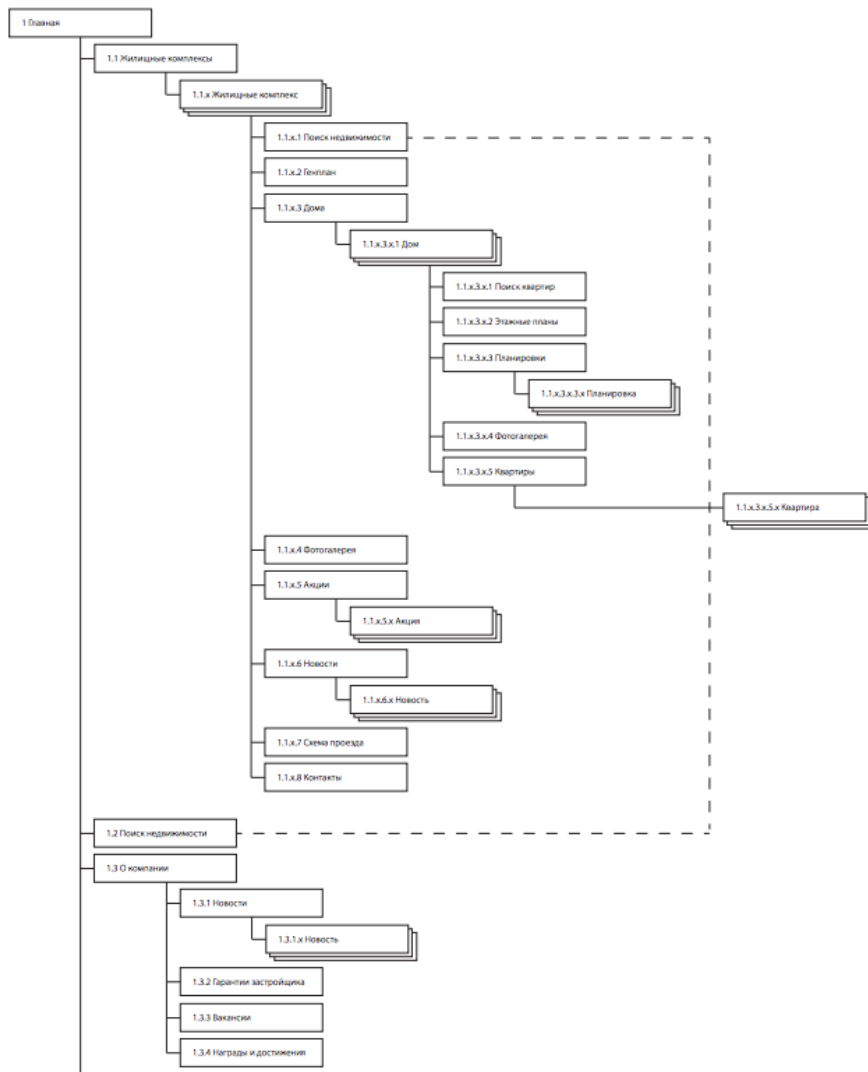 1 Главная
1.1 Жилищные комплексы
1.1.x Жилищные комплекс
1.1.x.1 Поиск недвижимости
1.1.x.2 Генплан
1.1.x.3 Дома
1.1.x.3.x.1 Дом
1.1.x.3.x.1 Поиск квартир
1.1.x.3.x.2 Этажные планы
1.1.x.3.x.3 Планировки
1.1.x.3.x.3.x Планировка
1.1.x.3.x.4 Фотогалерея
1.1.x.3.x.5 Квартиры
1.1.x.3.x.5.x Квартира
1.1.x.4 Фотогалерея
1.1.x.5 Акции
1.1.x.5.x Акция
1.1.x.6 Новости
1.1.x.6.x Новость
1.1.x.7 Схема проезда
1.1.x.8 Контакты
1.2 Поиск недвижимости
1.3 О компании
1.3.1 Новости
1.3.1.x Новость
1.3.2 Гарантии застройщика
1.3.3 Вакансии
1.3.4 Награды и достижения